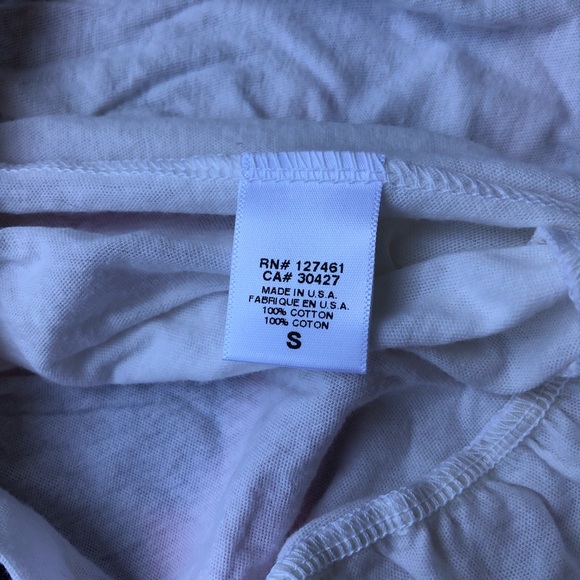 RN# 127461
CA# 30427
MADE IN U.S.A.
FABRIQUE EN U.S.A.
100% COTTON
100% COTON
S